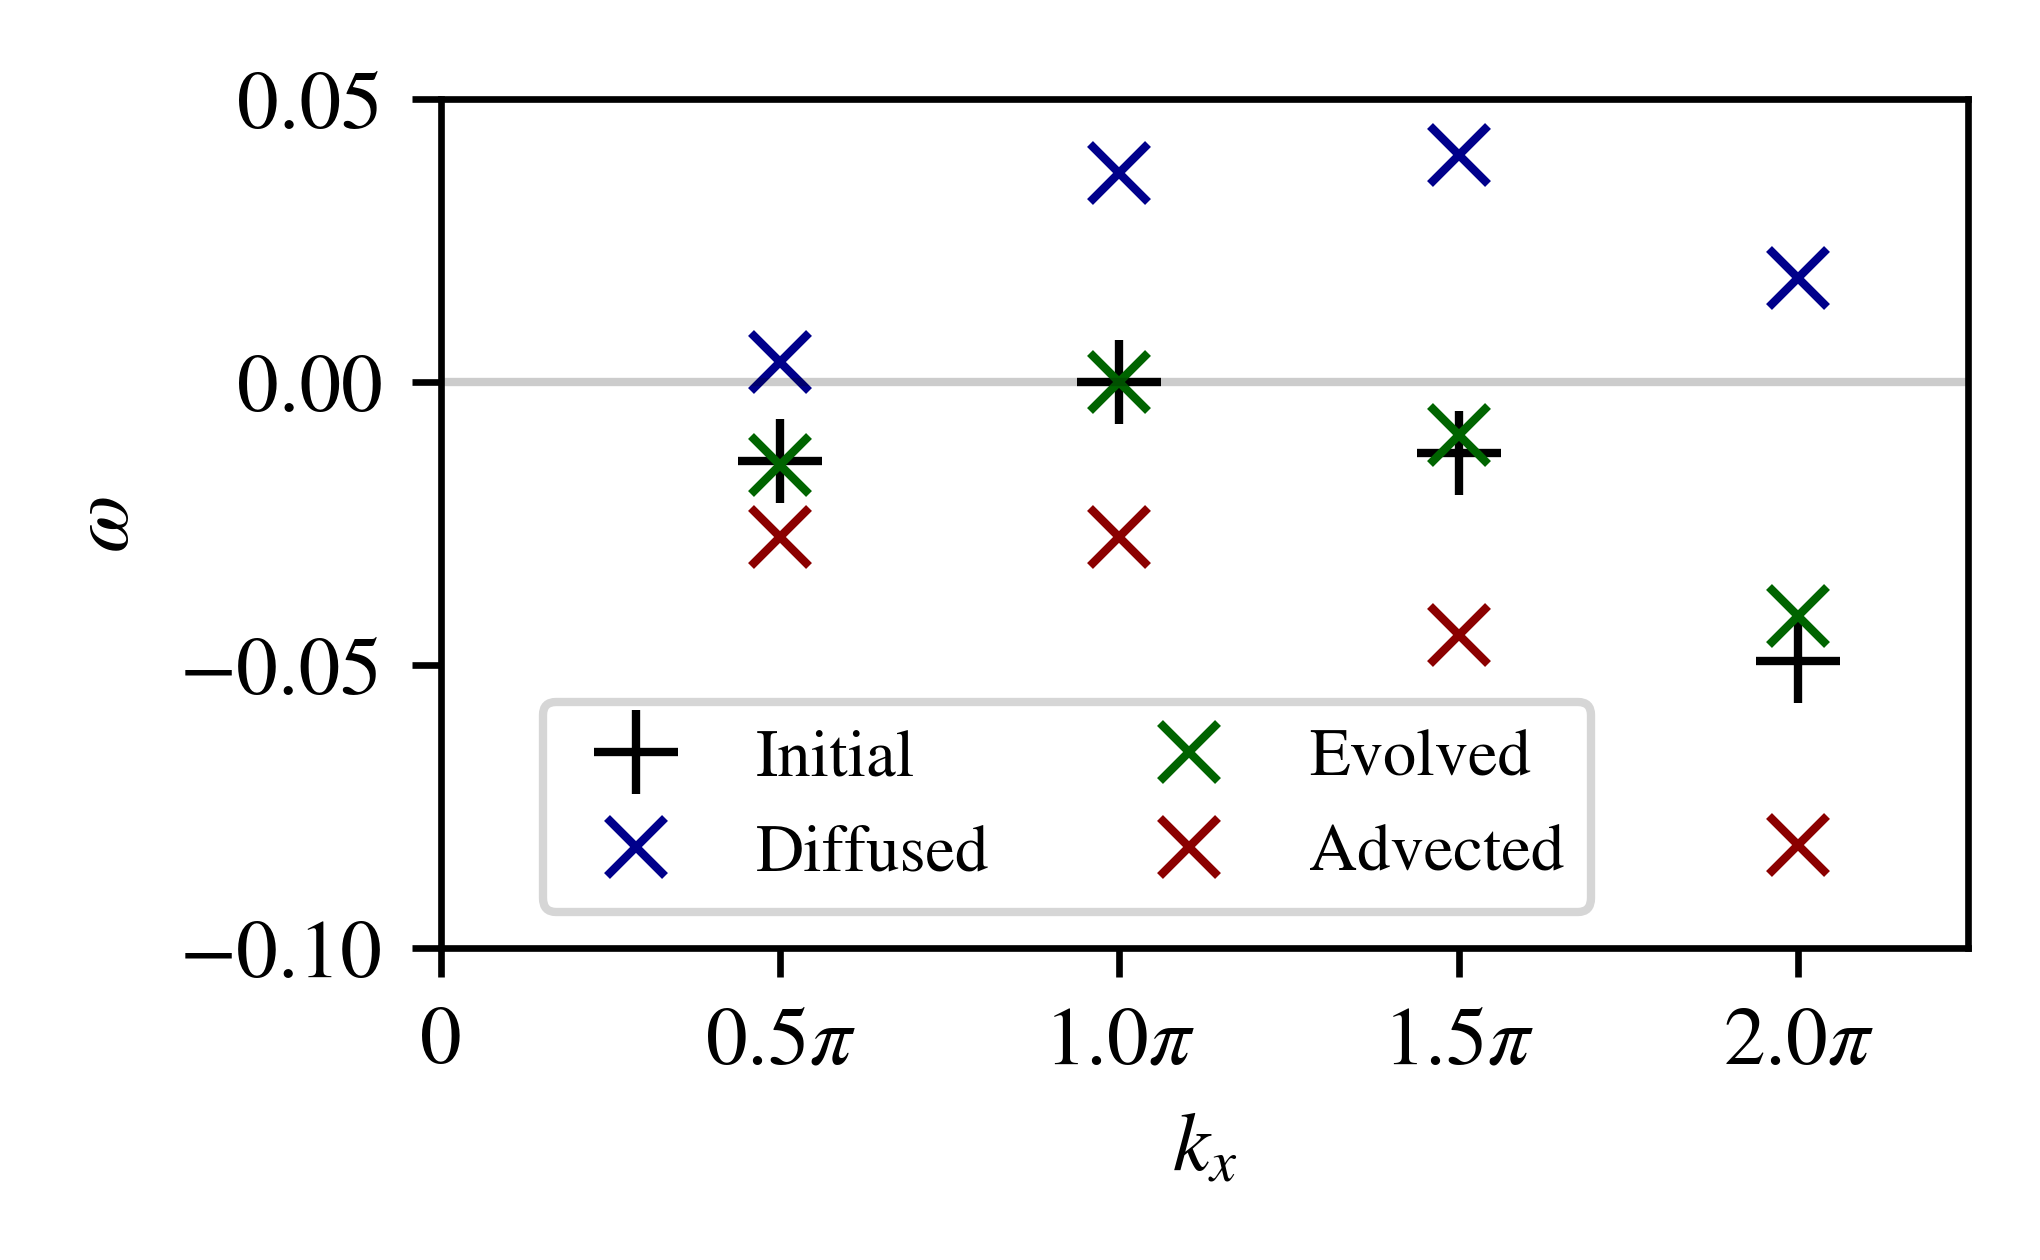 0.05
0.00
−0.05
−0.10
ω
Initial
Diffused
Evolved
Advected
0
0.5π
1.0π
1.5π
2.0π
kₓ